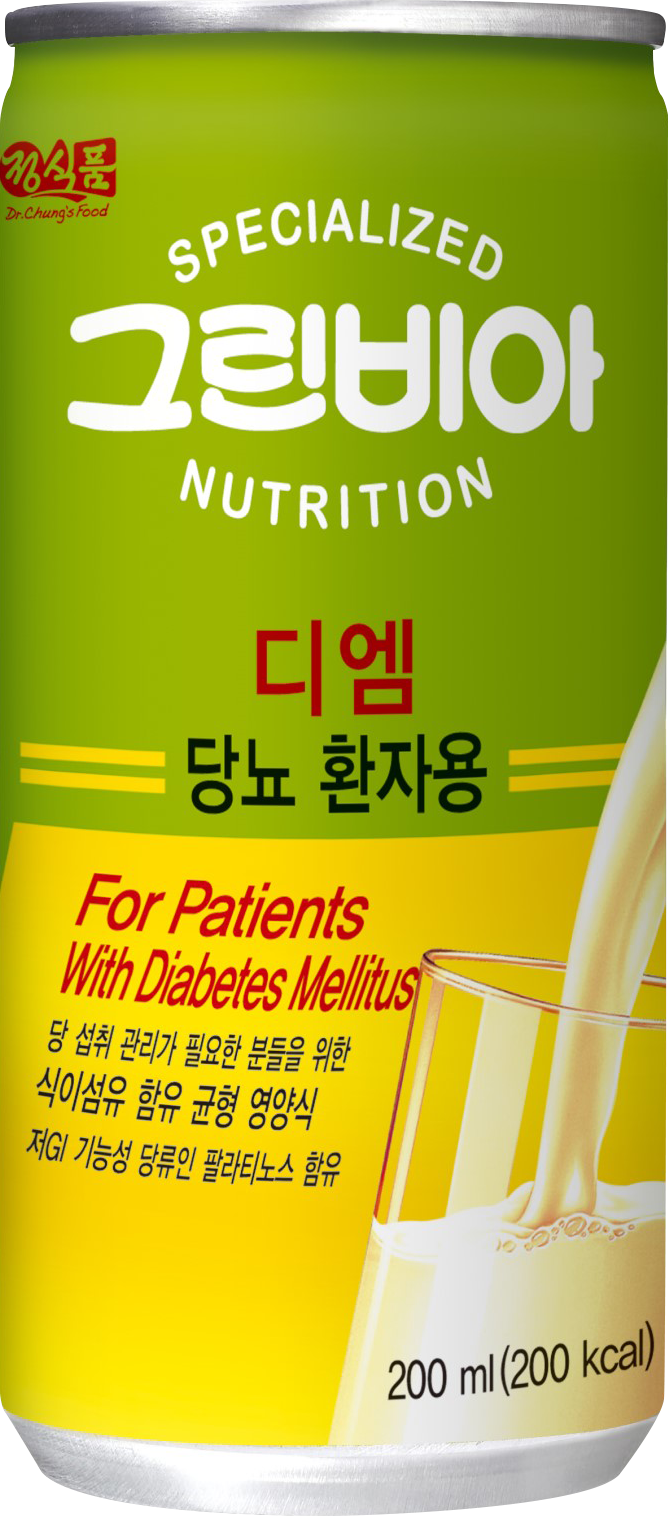 정식품
Dr.Chung's Food
SPECIALIZED
그린비아
NUTRITION
디엠
당뇨 환자용
For Patients
With Diabetes Mellitus
당 섭취 관리가 필요한 분들을 위한
식이섬유 함유 균형 영양식
저GI 기능성 당류인 팔라티노스 함유
200 ml(200 kcal)